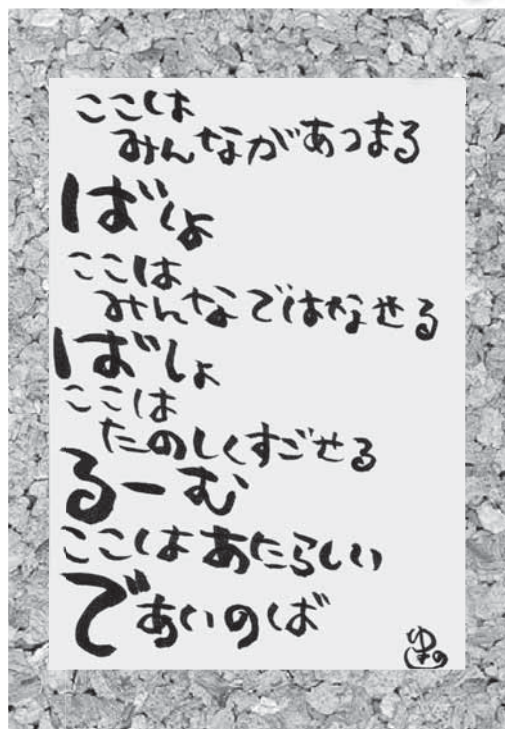 ここは
みんながあつまる
ばしょ
ここは
みんなではなせる
ばしょ
ここは
たのしくすごせる
るーむ
ここは あたらしい
であいのば